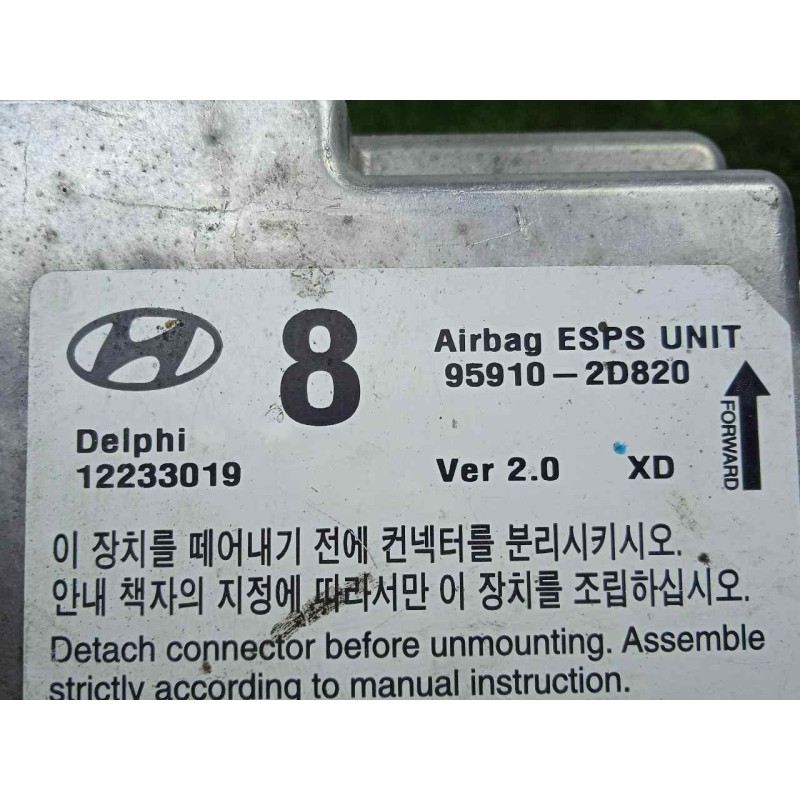 8
Airbag ESPS UNIT
95910-2D820
Delphi
12233019
Ver 2.0 XD
FORWARD
이 장치를 떼어내기 전에 컨넥터를 분리시키시오.
안내 책자의 지정에 따라서만 이 장치를 조립하십시오.
Detach connector before unmounting. Assemble
strictly according to manual instruction.